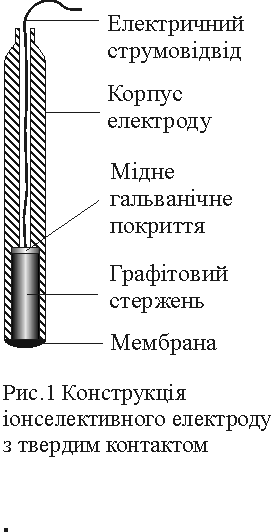 Електричний
струмовідвід
Корпус
електроду
Мідне
гальванічне
покриття
Графітовий
стержень
Мембрана
Рис.1 Конструкція
іонселективного електроду
з твердим контактом